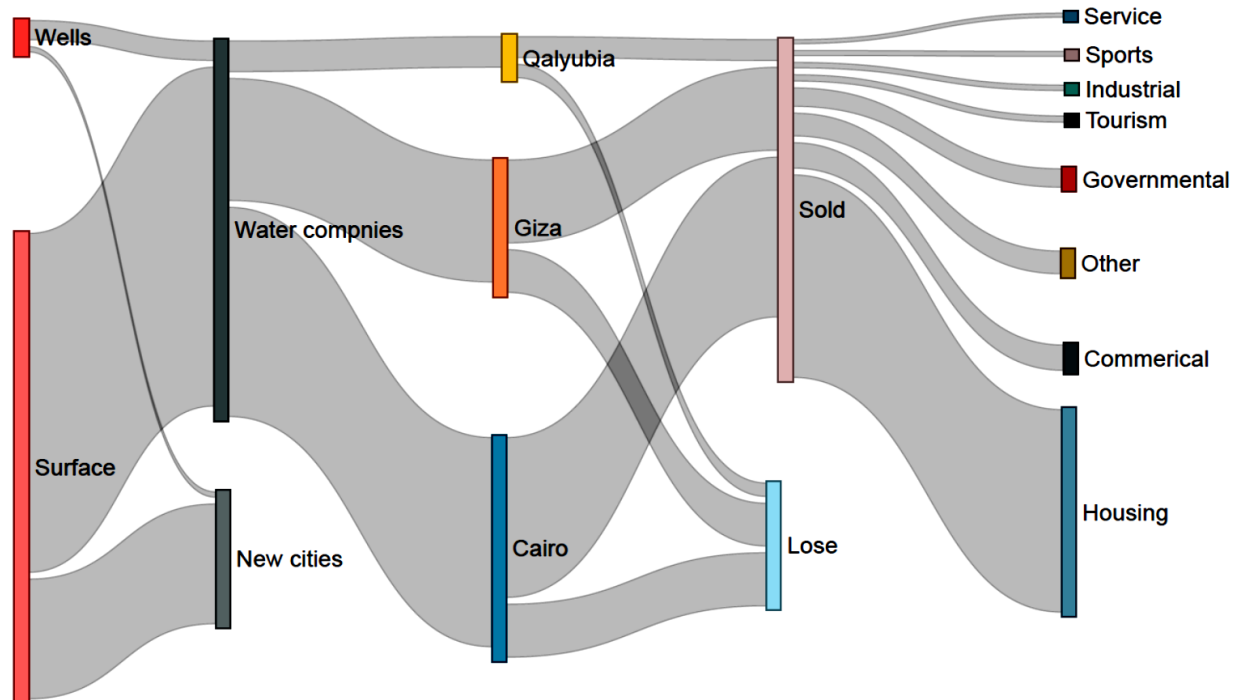 Wells
Surface
Water compnies
New cities
Qalyubia
Giza
Cairo
Sold
Lose
Service
Sports
Industrial
Tourism
Governmental
Other
Commerical
Housing